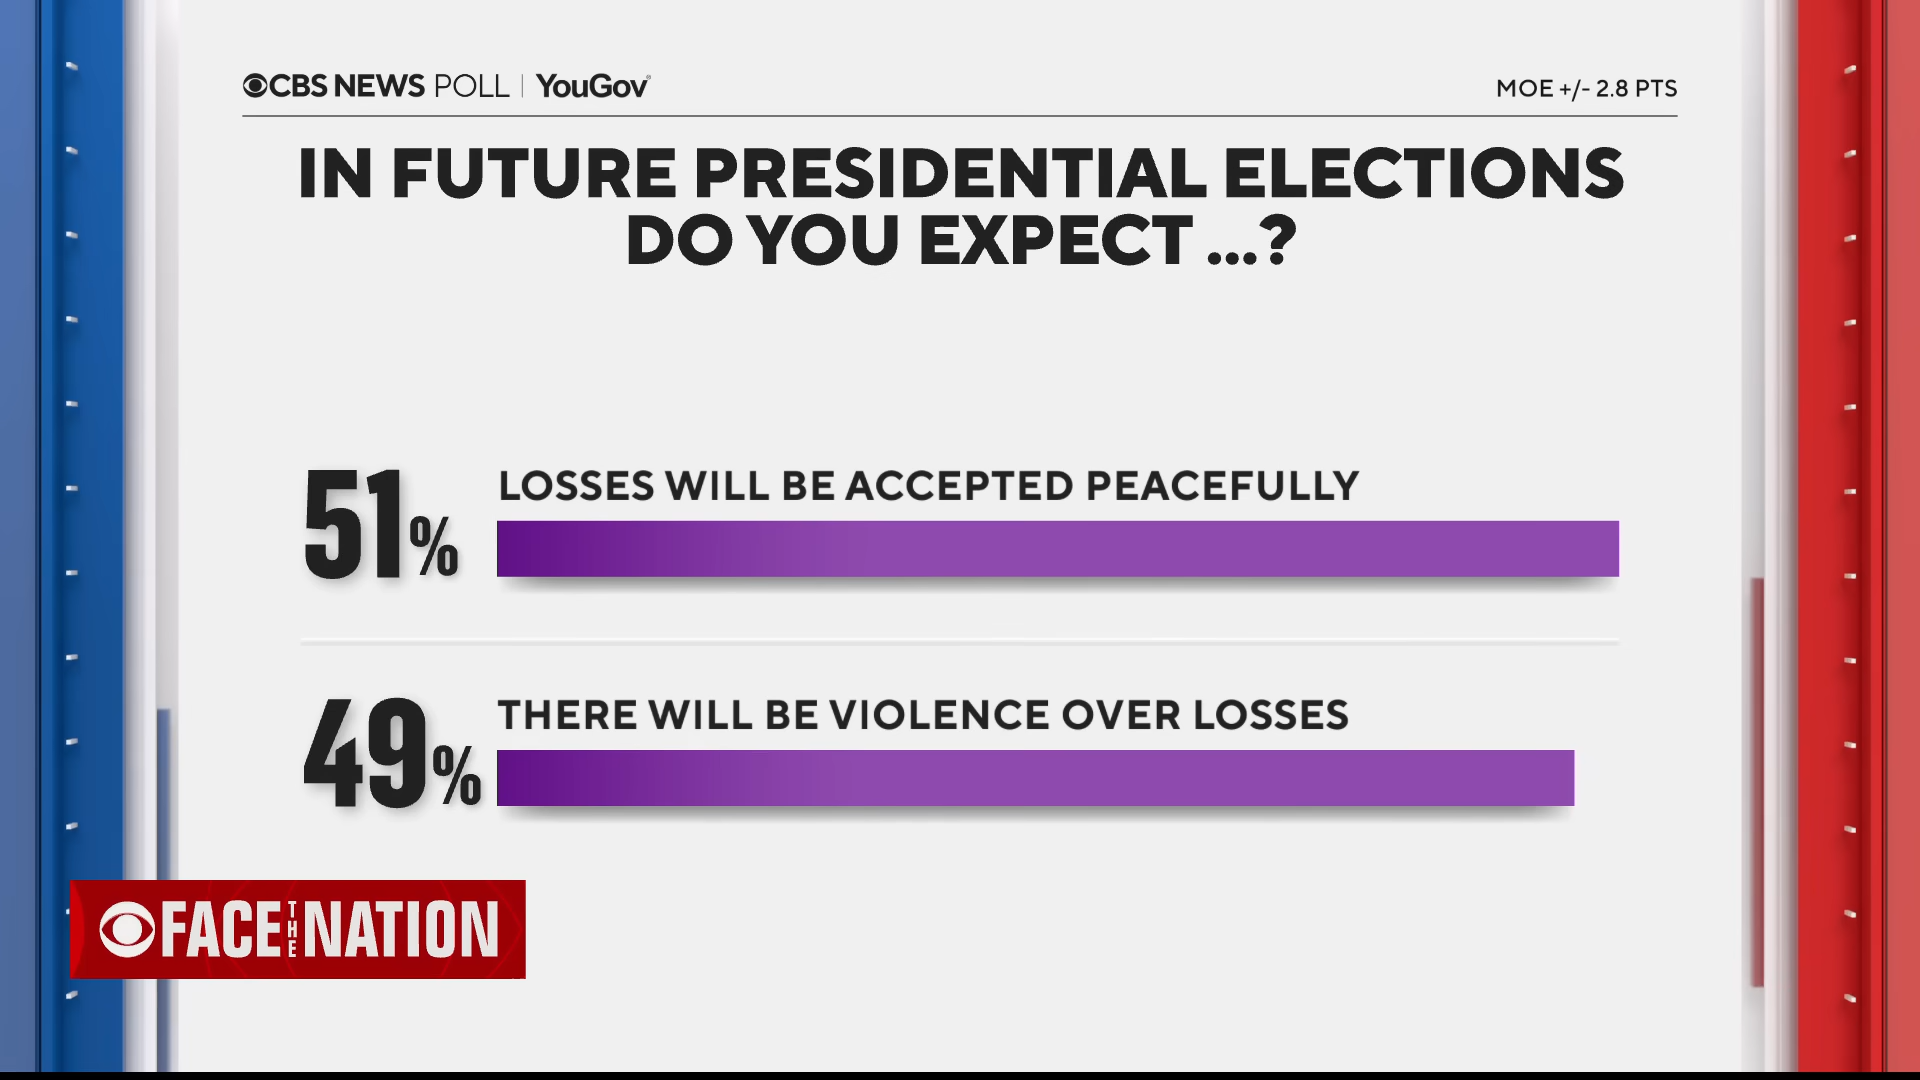 CBS NEWS POLL | YouGov®
MOE +/- 2.8 PTS
IN FUTURE PRESIDENTIAL ELECTIONS
DO YOU EXPECT ...?
51%
LOSSES WILL BE ACCEPTED PEACEFULLY
49%
THERE WILL BE VIOLENCE OVER LOSSES
FACE THE NATION